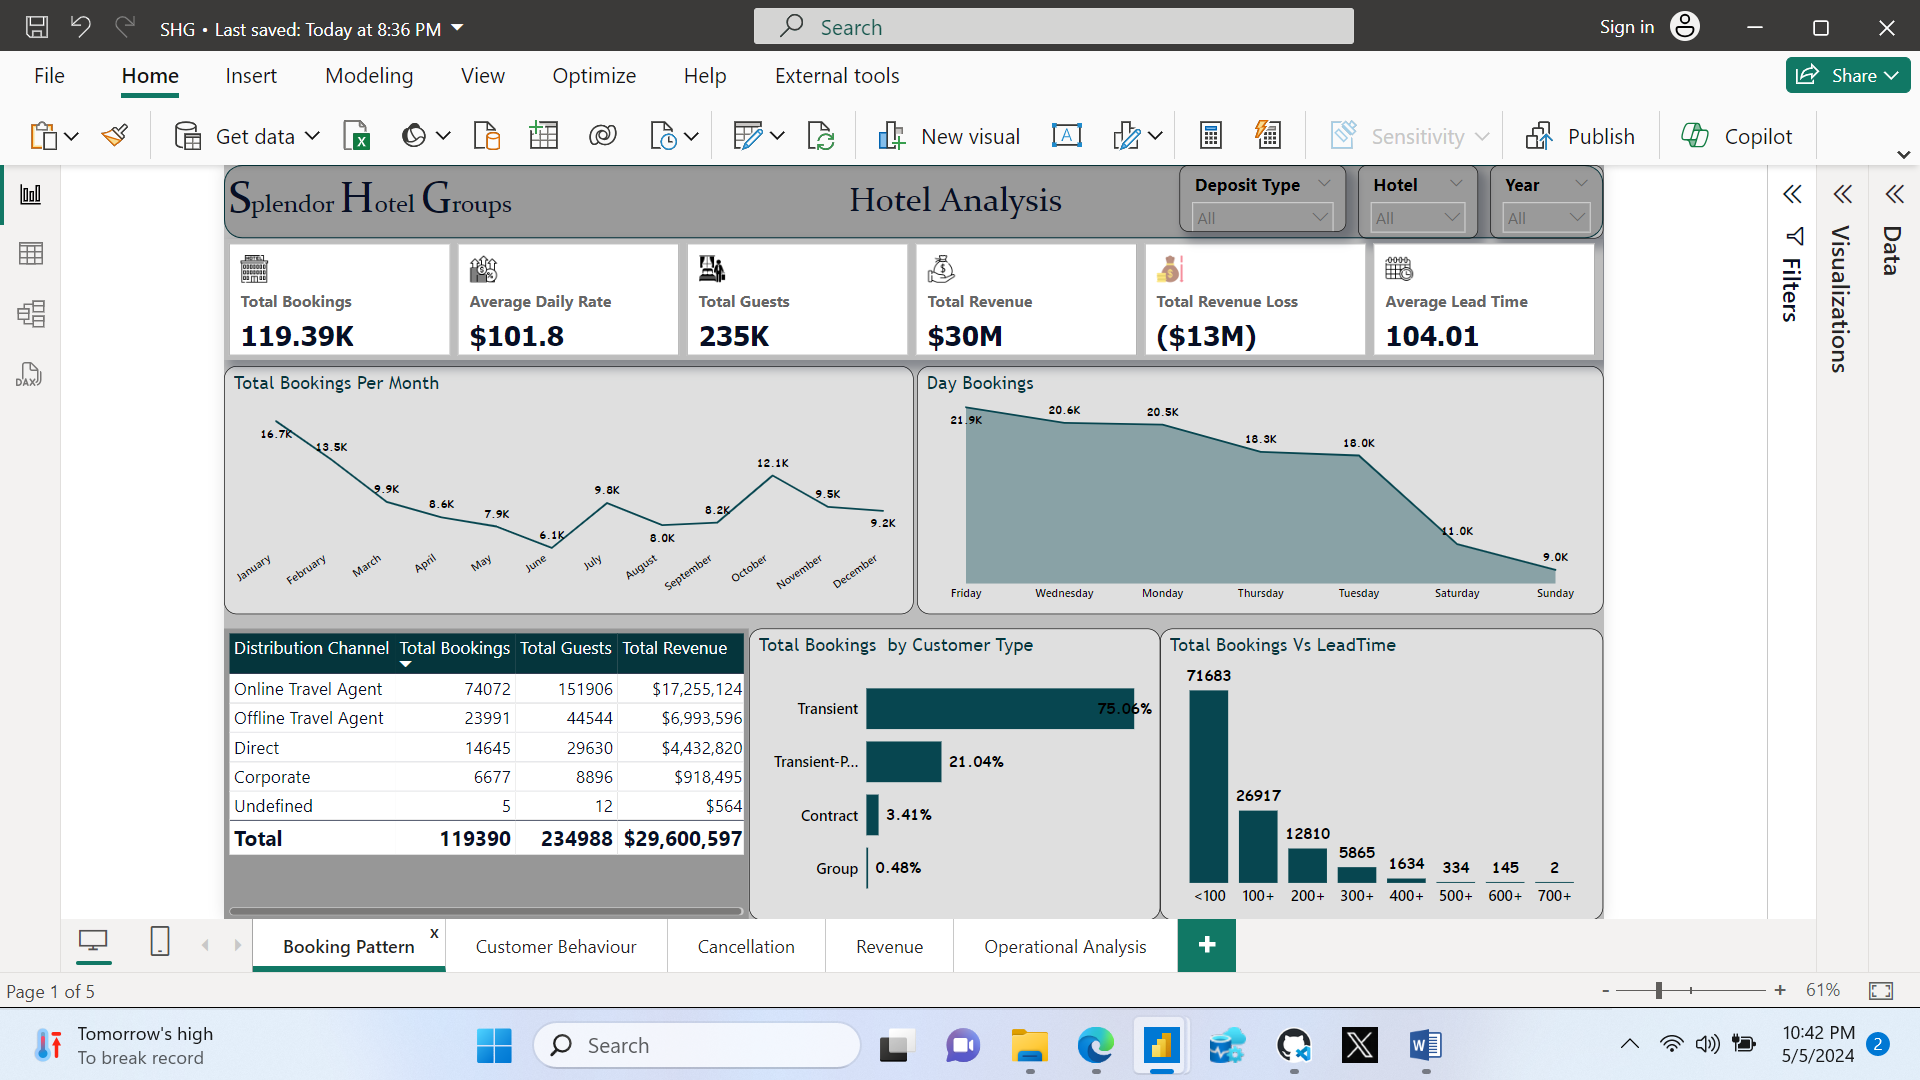 SHG • Last saved: Today at 8:36 PM
Search
Sign in
File Home Insert Modeling View Optimize Help External tools
Share
Get data
New visual
Sensitivity
Publish
Copilot
Splendor Hotel Groups
Hotel Analysis
Deposit Type
All
Hotel
All
Year
All
Total Bookings
119.39K
Average Daily Rate
$101.8
Total Guests
235K
Total Revenue
$30M
Total Revenue Loss
($13M)
Average Lead Time
104.01
Filters
Visualizations
Data
DAX
Total Bookings Per Month
16.7K
13.5K
9.9K
8.6K
7.9K
6.1K
9.8K
8.0K
8.2K
12.1K
9.5K
9.2K
January February March April May June July August September October November December
Day Bookings
21.9K
20.6K
20.5K
18.3K
18.0K
11.0K
9.0K
Friday Wednesday Monday Thursday Tuesday Saturday Sunday
Distribution Channel Total Bookings Total Guests Total Revenue
Online Travel Agent 74072 151906 $17,255,124
Offline Travel Agent 23991 44544 $6,993,596
Direct 14645 29630 $4,432,820
Corporate 6677 8896 $918,495
Undefined 5 12 $564
Total 119390 234988 $29,600,597
Total Bookings by Customer Type
Transient 75.06%
Transient-P... 21.04%
Contract 3.41%
Group 0.48%
Total Bookings Vs LeadTime
71683
26917
12810
5865
1634
334
145
2
<100 100+ 200+ 300+ 400+ 500+ 600+ 700+
Booking Pattern x
Customer Behaviour
Cancellation
Revenue
Operational Analysis
+
Page 1 of 5
- + 61%
Tomorrow's high
To break record
Search
10:42 PM
5/5/2024
2